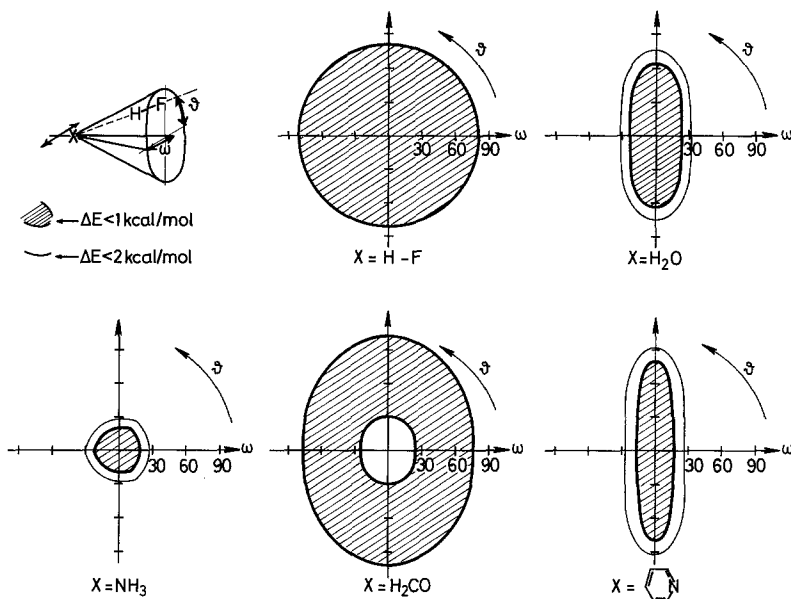 X H-F ϑ ω
ΔE<1kcal/mol
ΔE<2kcal/mol
ϑ
ω
30 60 90
X = H-F
ϑ
ω
30 60 90
X=H₂O
ϑ
ω
30 60 90
X=NH₃
ϑ
ω
30 60 90
X=H₂CO
ϑ
ω
30 60 90
X = N